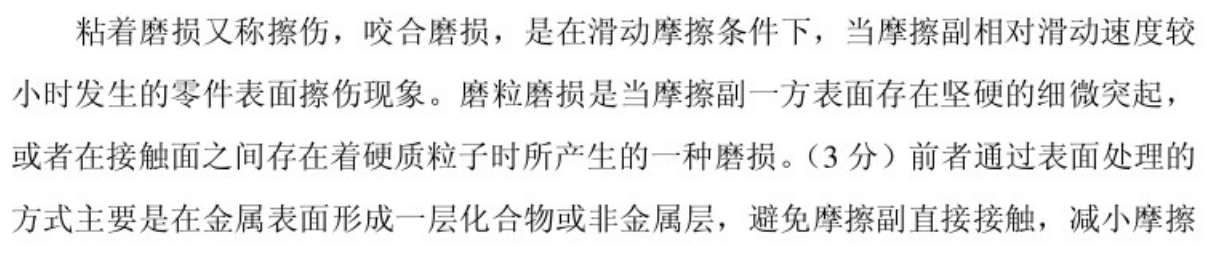 粘着磨损又称擦伤，咬合磨损，是在滑动摩擦条件下，当摩擦副相对滑动速度较
小时发生的零件表面擦伤现象。磨粒磨损是当摩擦副一方表面存在坚硬的细微突起，
或者在接触面之间存在着硬质粒子时所产生的一种磨损。（3 分）前者通过表面处理的
方式主要是在金属表面形成一层化合物或非金属层，避免摩擦副直接接触，减小摩擦